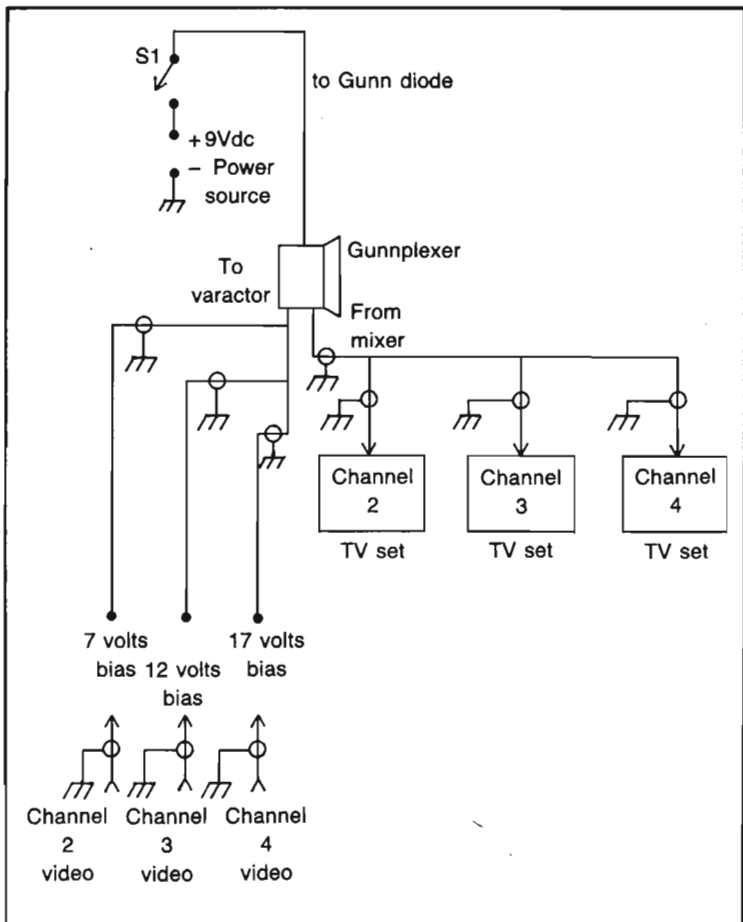 S1
to Gunn diode
+9Vdc
- Power
source
Gunnplexer
To
varactor
From
mixer
Channel
2
TV set
Channel
3
TV set
Channel
4
TV set
7 volts
bias
12 volts
bias
17 volts
bias
Channel
2
video
Channel
3
video
Channel
4
video